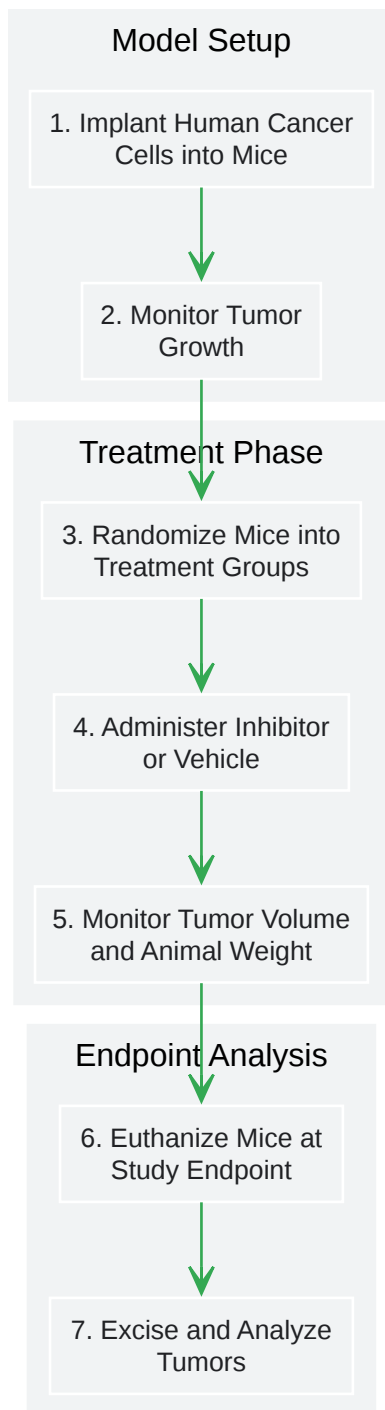 Model Setup
1. Implant Human Cancer
Cells into Mice
2. Monitor Tumor
Growth
Treatment Phase
3. Randomize Mice into
Treatment Groups
4. Administer Inhibitor
or Vehicle
5. Monitor Tumor Volume
and Animal Weight
Endpoint Analysis
6. Euthanize Mice at
Study Endpoint
7. Excise and Analyze
Tumors